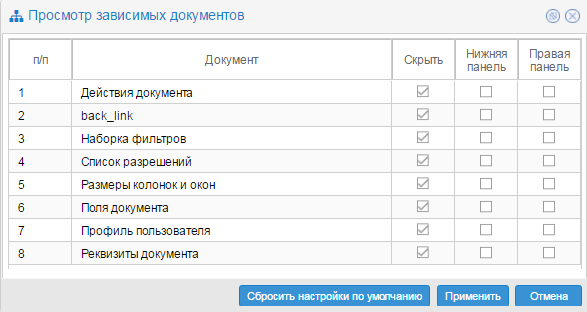 Просмотр зависимых документов
п/п Документ Скрыть Нижняя панель Правая панель
1 Действия документа
2 back_link
3 Наборка фильтров
4 Список разрешений
5 Размеры колонок и окон
6 Поля документа
7 Профиль пользователя
8 Реквизиты документа
Сбросить настройки по умолчанию Применить Отмена